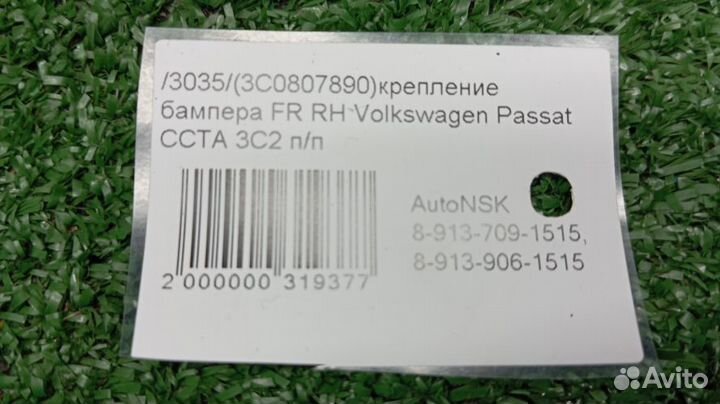 /3035/(3C0807890)крепление
бампера FR RH Volkswagen Passat
CCTA 3C2 п/п
AutoNSK
8-913-709-1515,
8-913-906-1515
2 000000 319377
Avito